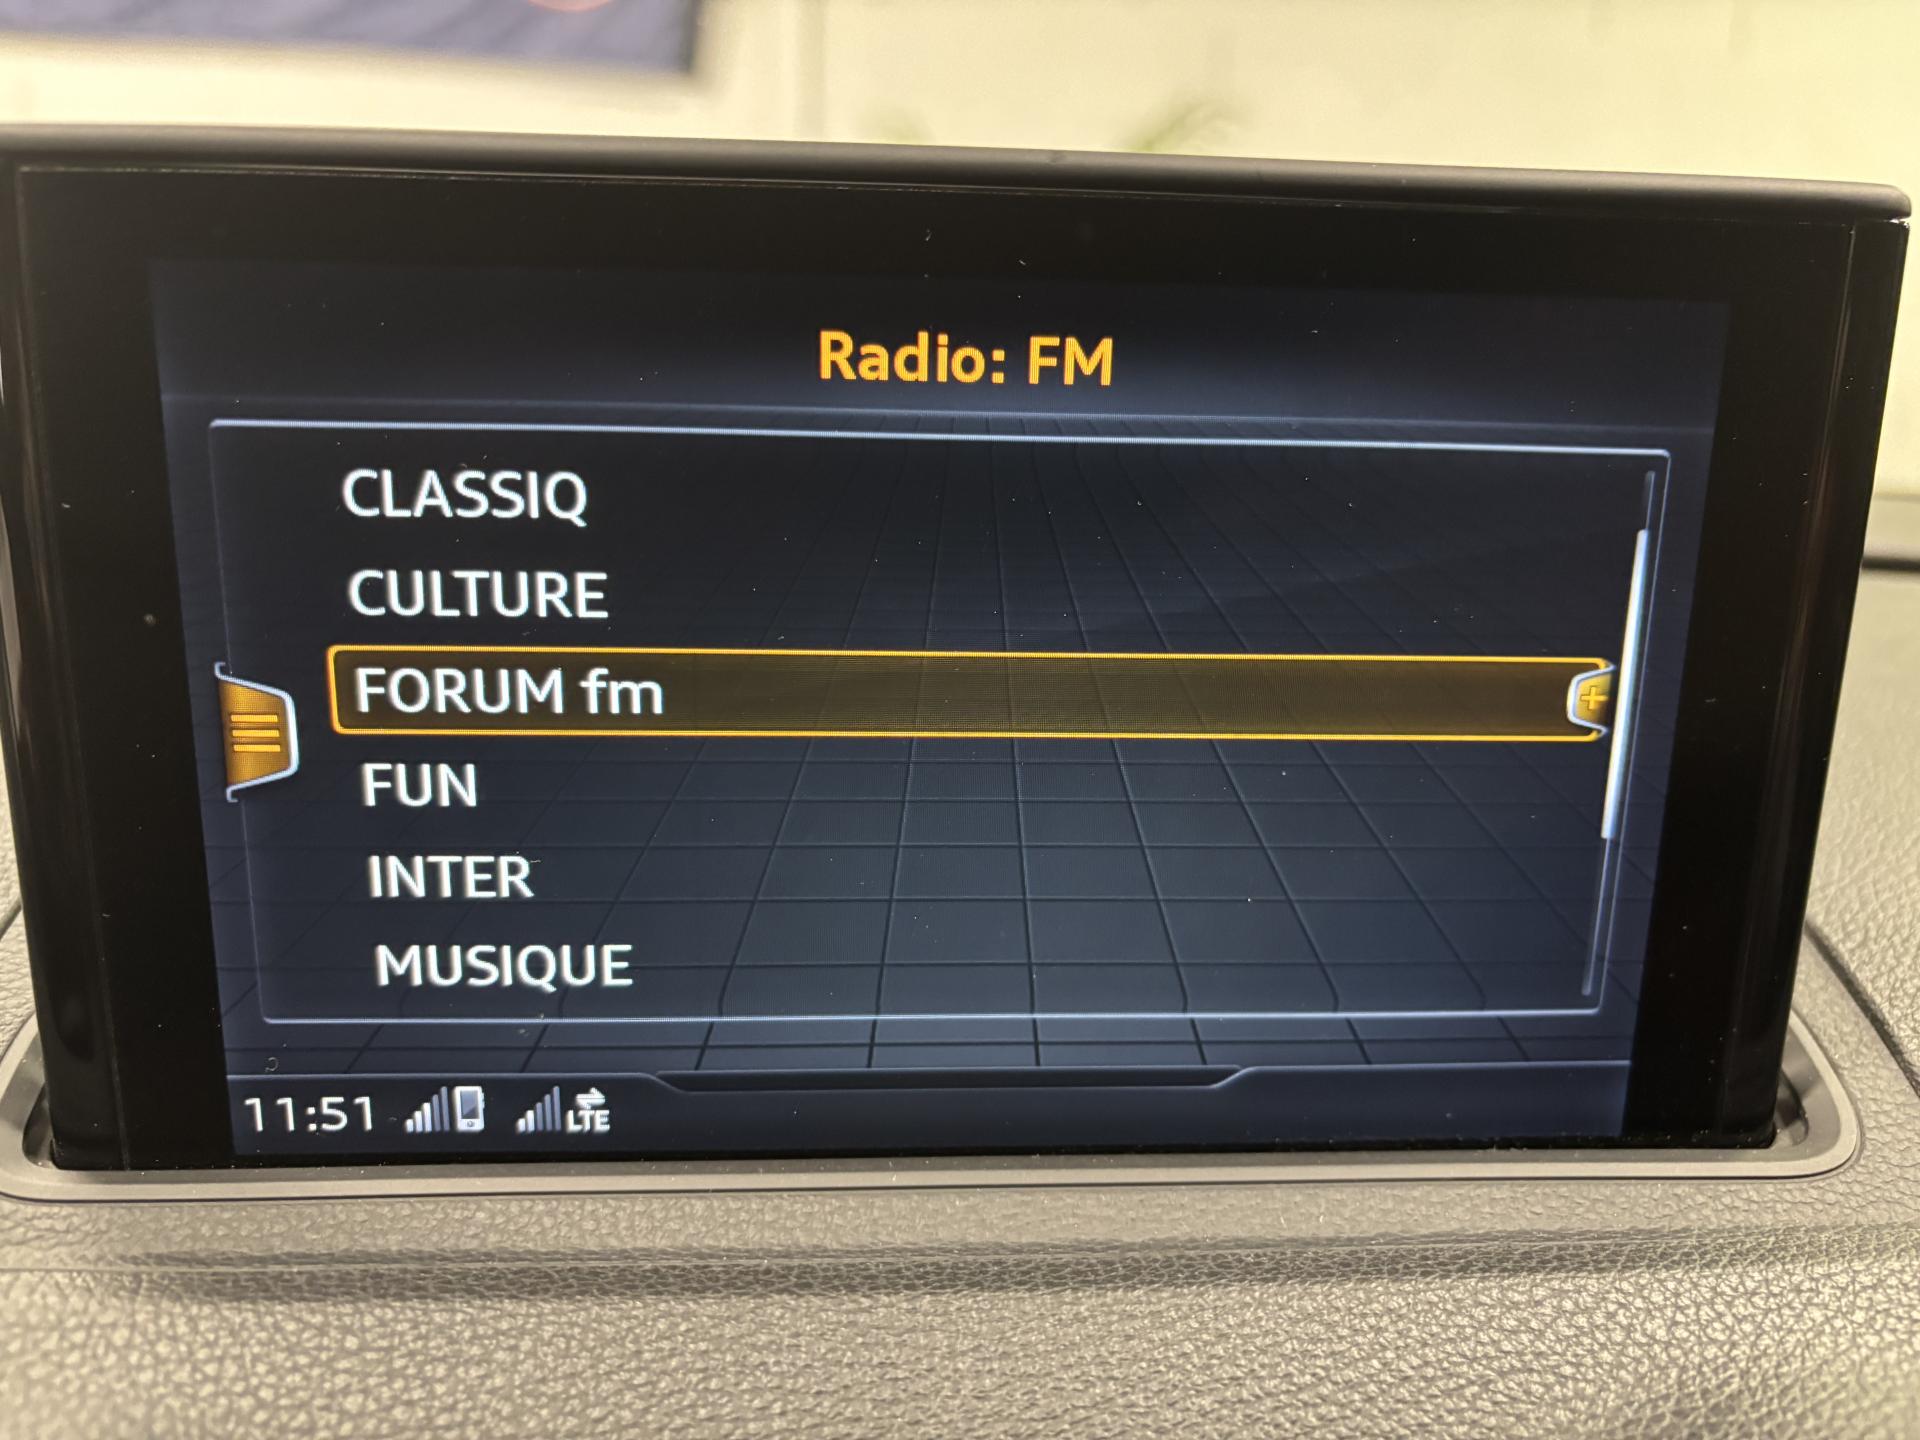 Radio: FM
CLASSIQ
CULTURE
FORUM fm
FUN
INTER
MUSIQUE
11:51 LTE